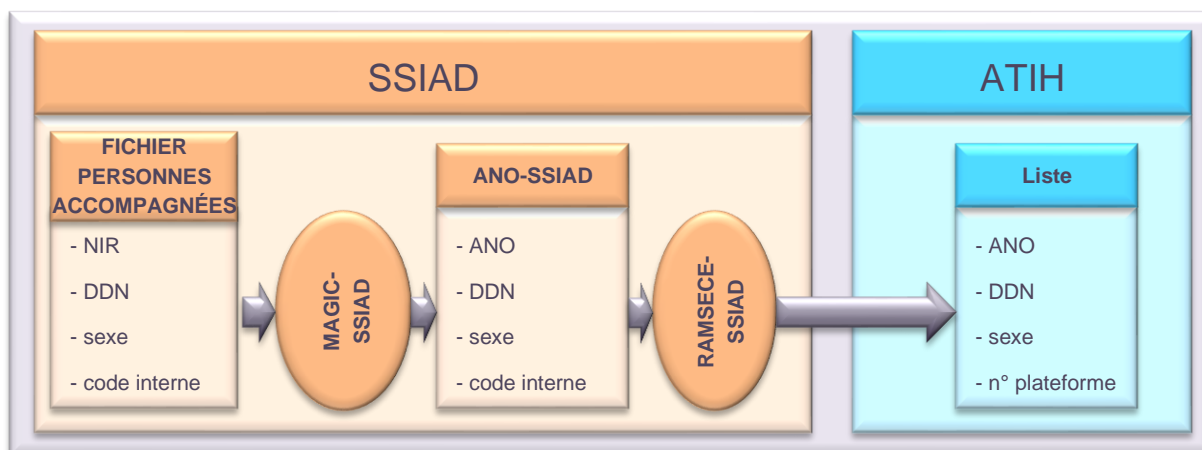 SSIAD
ATIH
FICHIER
PERSONNES
ACCOMPAGNÉES
- NIR
- DDN
- sexe
- code interne
MAGIC-
SSIAD
ANO-SSIAD
- ANO
- DDN
- sexe
- code interne
RAMSECE-
SSIAD
Liste
- ANO
- DDN
- sexe
- n° plateforme